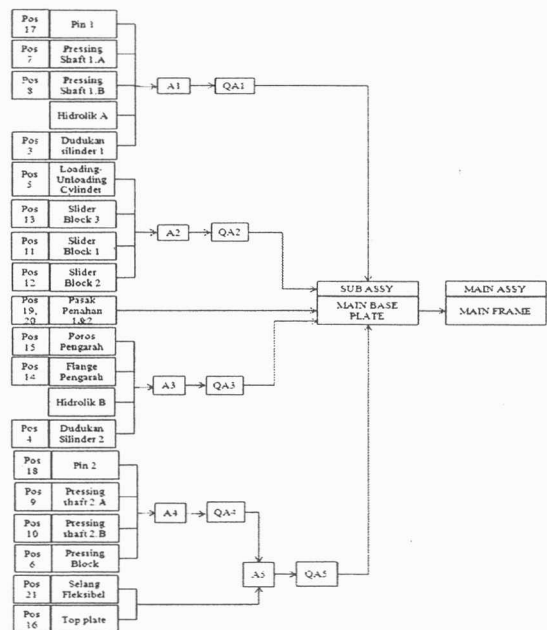 Pos 17
Pin 1
Pos 7
Pressing Shaft 1.A
Pos 8
Pressing Shaft 1.B
Hidrolik A
Pos 3
Dudukan silinder 1
A1
QA1
Pos 5
Loading-Unloading Cylinder
Pos 13
Slider Block 3
Pos 11
Slider Block 1
Pos 12
Slider Block 2
A2
QA2
Pos 19, 20
Pasak Penahan 1&2
SUB ASSY
MAIN BASE PLATE
MAIN ASSY
MAIN FRAME
Pos 15
Poros Pengarah
Pos 14
Flange Pengarah
Hidrolik B
Pos 4
Dudukan Silinder 2
A3
QA3
Pos 18
Pin 2
Pos 9
Pressing shaft 2.A
Pos 10
Pressing shaft 2.B
Pos 6
Pressing Block
A4
QA4
Pos 21
Selang Fleksibel
Pos 16
Top plate
A5
QA5